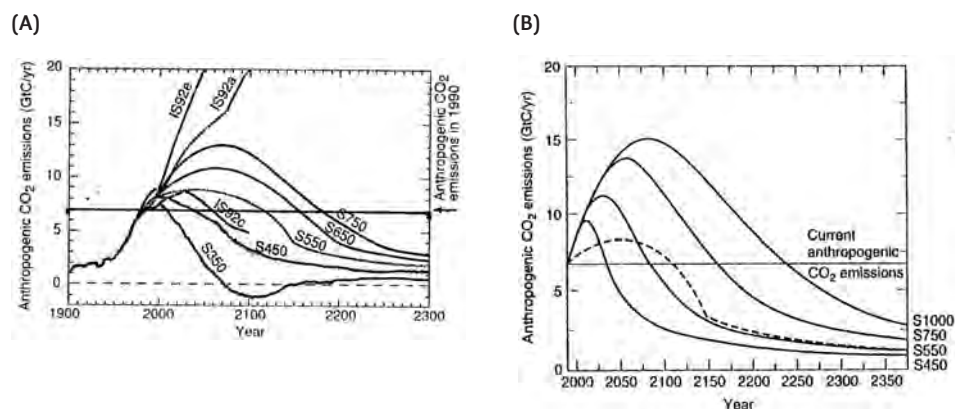 (A)
Anthropogenic CO2 emissions (GtC/yr)
20
15
10
5
0
IS92e
IS92a
IS92c
S350
S450
S550
S650
S750
Anthropogenic CO2
emissions in 1990
1900
2000
2100
2200
2300
Year
(B)
Anthropogenic CO2 emissions (GtC/yr)
20
15
10
5
0
Current anthropogenic
CO2 emissions
S1000
S750
S550
S450
2000 2050 2100 2150 2200 2250 2300 2350
Year